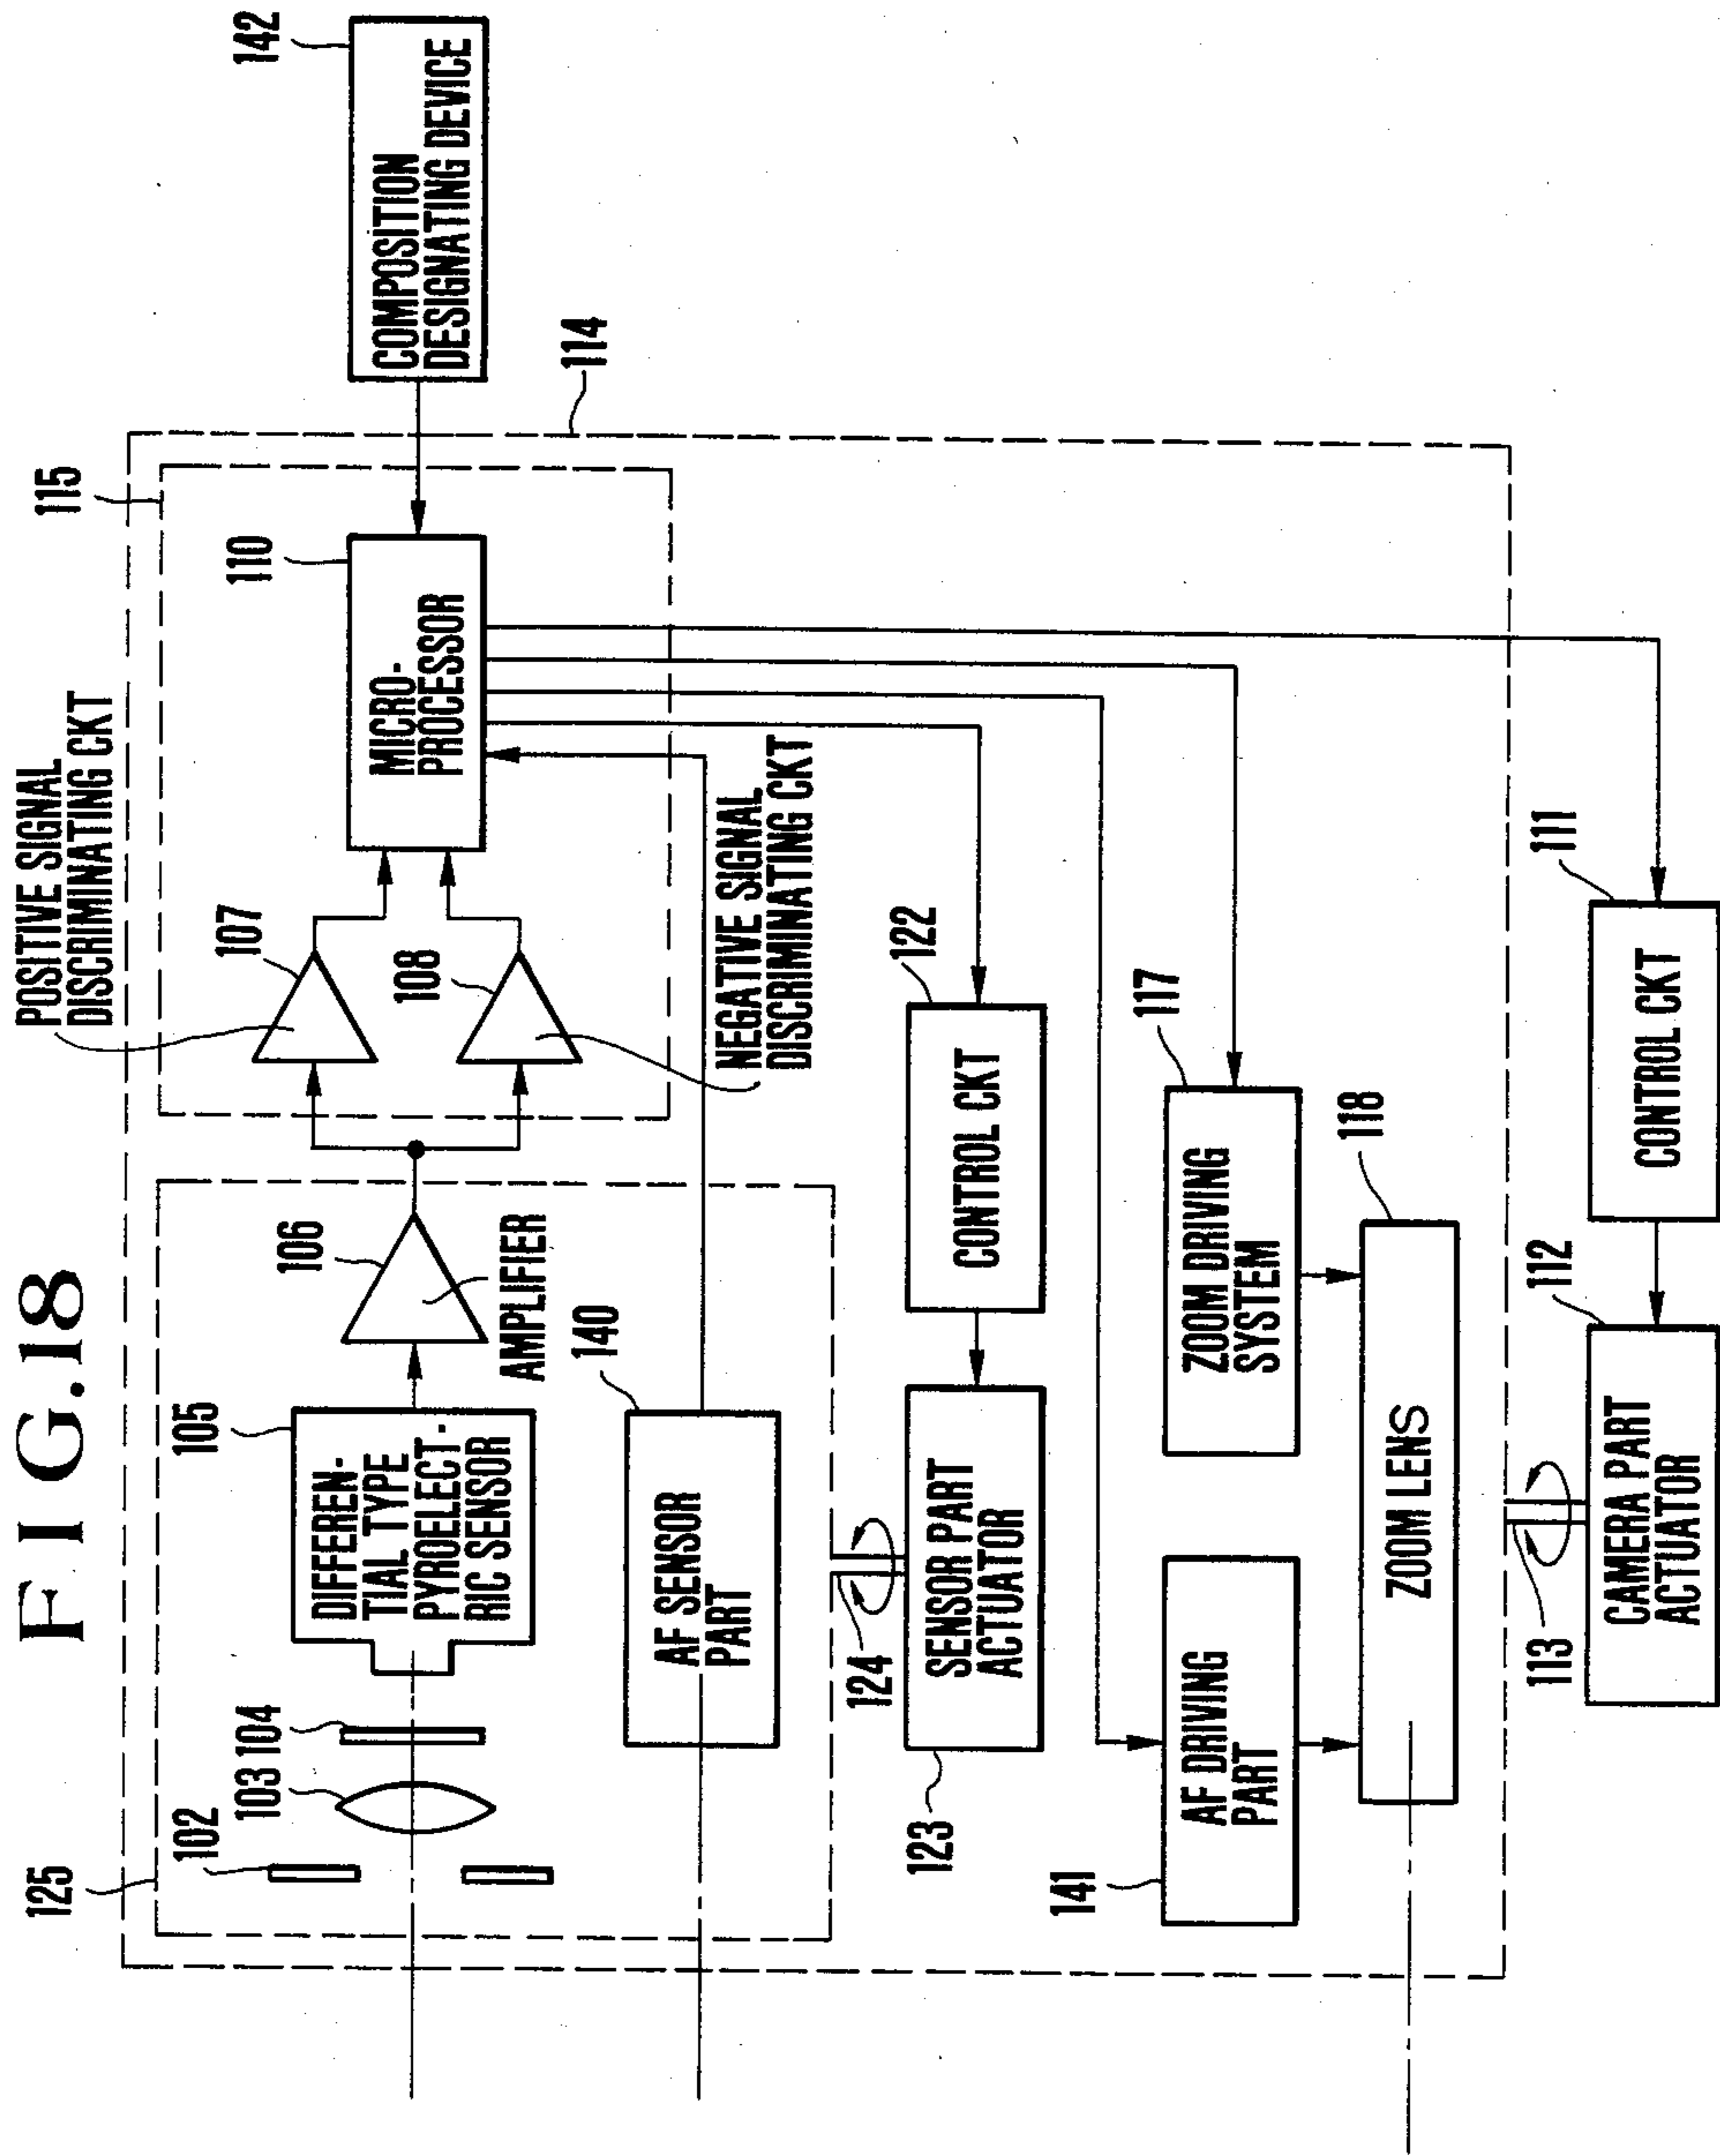 FIG.18
125
102
103
104
105
DIFFEREN-
TIAL TYPE
PYROELECT-
RIC SENSOR
106
AMPLIFIER
POSITIVE SIGNAL
DISCRIMINATING CKT
107
108
NEGATIVE SIGNAL
DISCRIMINATING CKT
115
110
MICRO-
PROCESSOR
114
142
COMPOSITION
DESIGNATING DEVICE
140
AF SENSOR
PART
124
123
SENSOR PART
ACTUATOR
122
CONTROL CKT
141
AF DRIVING
PART
117
ZOOM DRIVING
SYSTEM
118
ZOOM LENS
113
112
CAMERA PART
ACTUATOR
111
CONTROL CKT